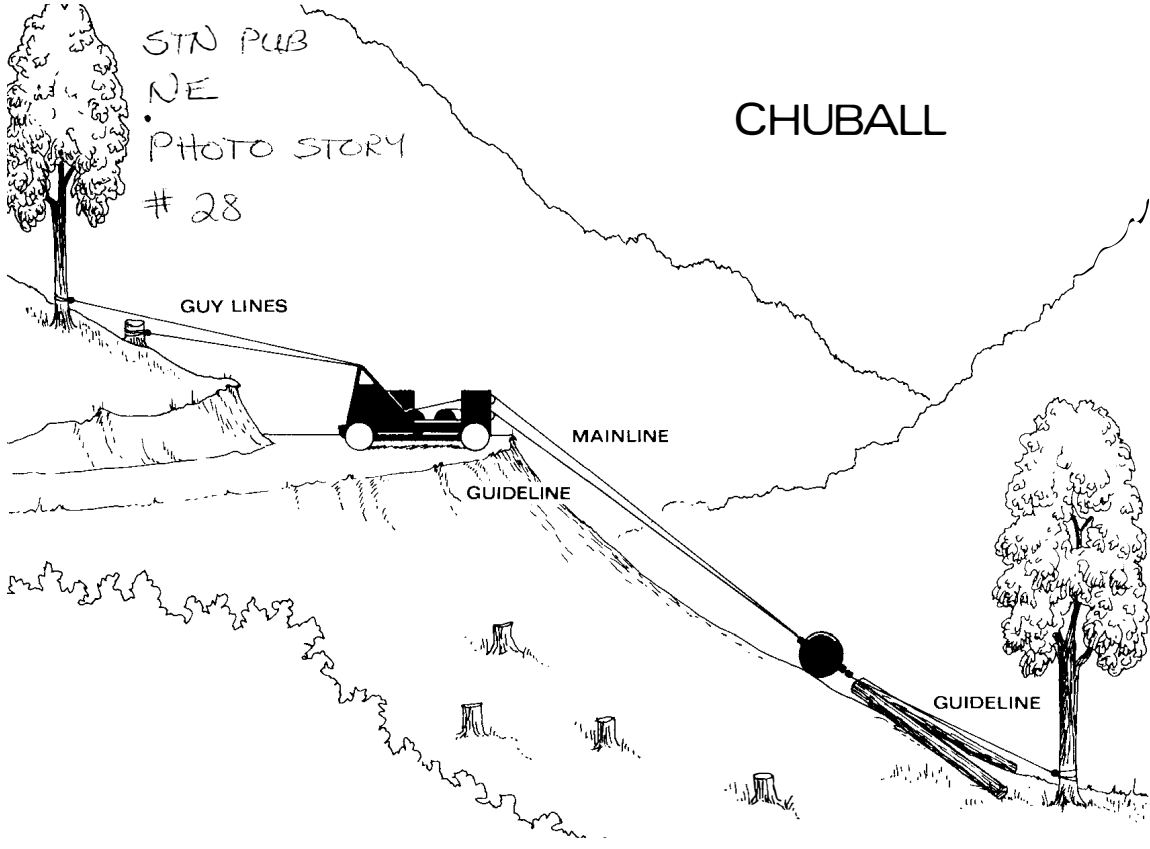 STN PUB
NE
PHOTO STORY
# 28
CHUBALL
GUY LINES
MAINLINE
GUIDELINE
GUIDELINE